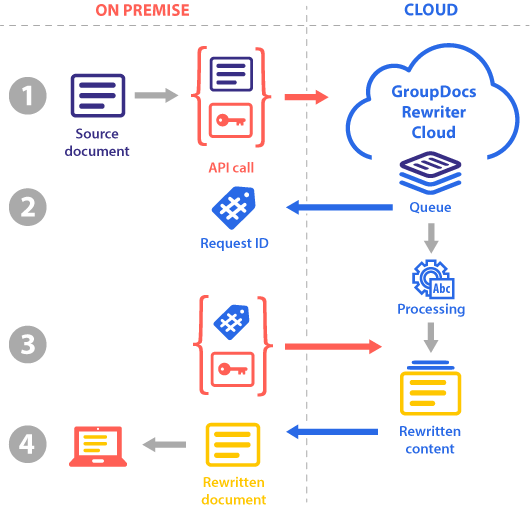 ON PREMISE
CLOUD
1
Source
document
API call
GroupDocs
Rewriter
Cloud
Queue
2
Request ID
Abc
Processing
3
Rewritten
content
4
Rewritten
document